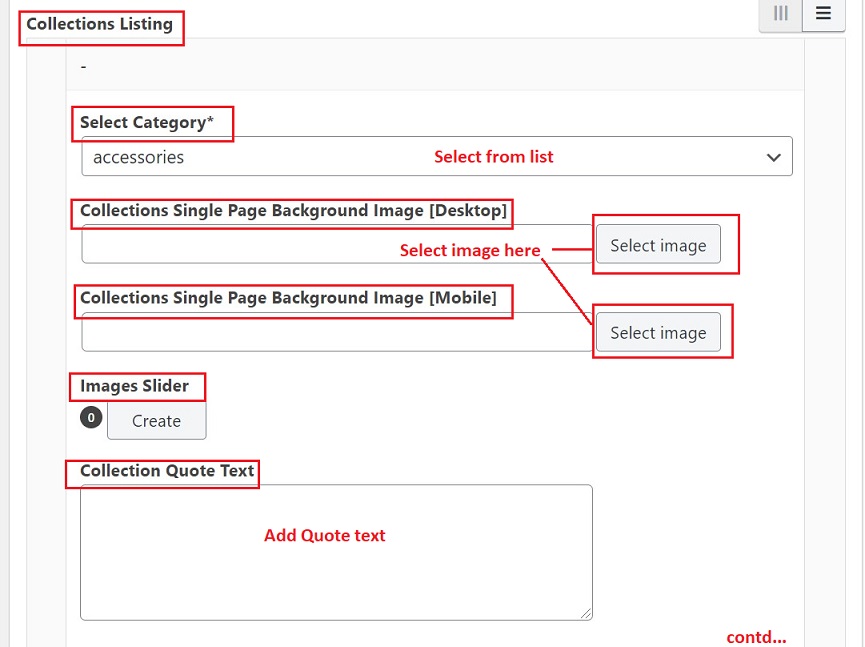 Collections Listing
-
Select Category*
accessories Select from list
Collections Single Page Background Image [Desktop]
Select image here Select image
Collections Single Page Background Image [Mobile]
Select image
Images Slider
0 Create
Collection Quote Text
Add Quote text
contd...